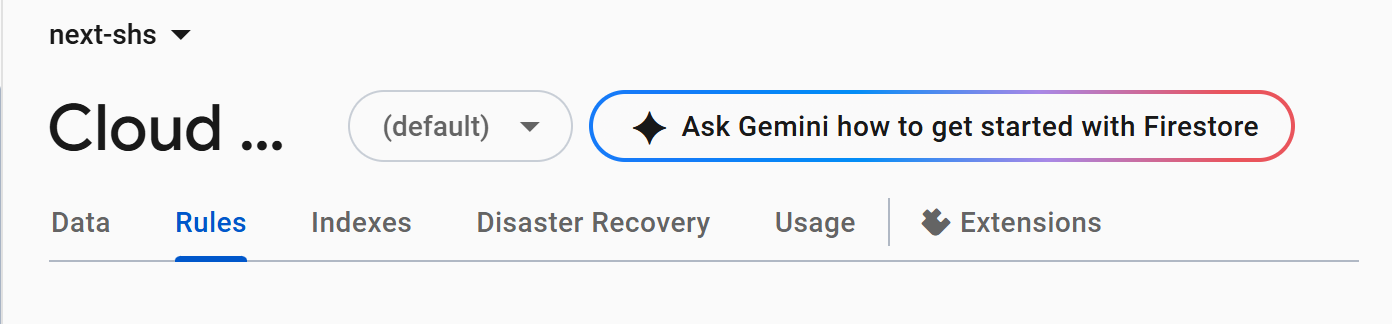 next-shs
Cloud ...
(default)
Ask Gemini how to get started with Firestore
Data
Rules
Indexes
Disaster Recovery
Usage
Extensions